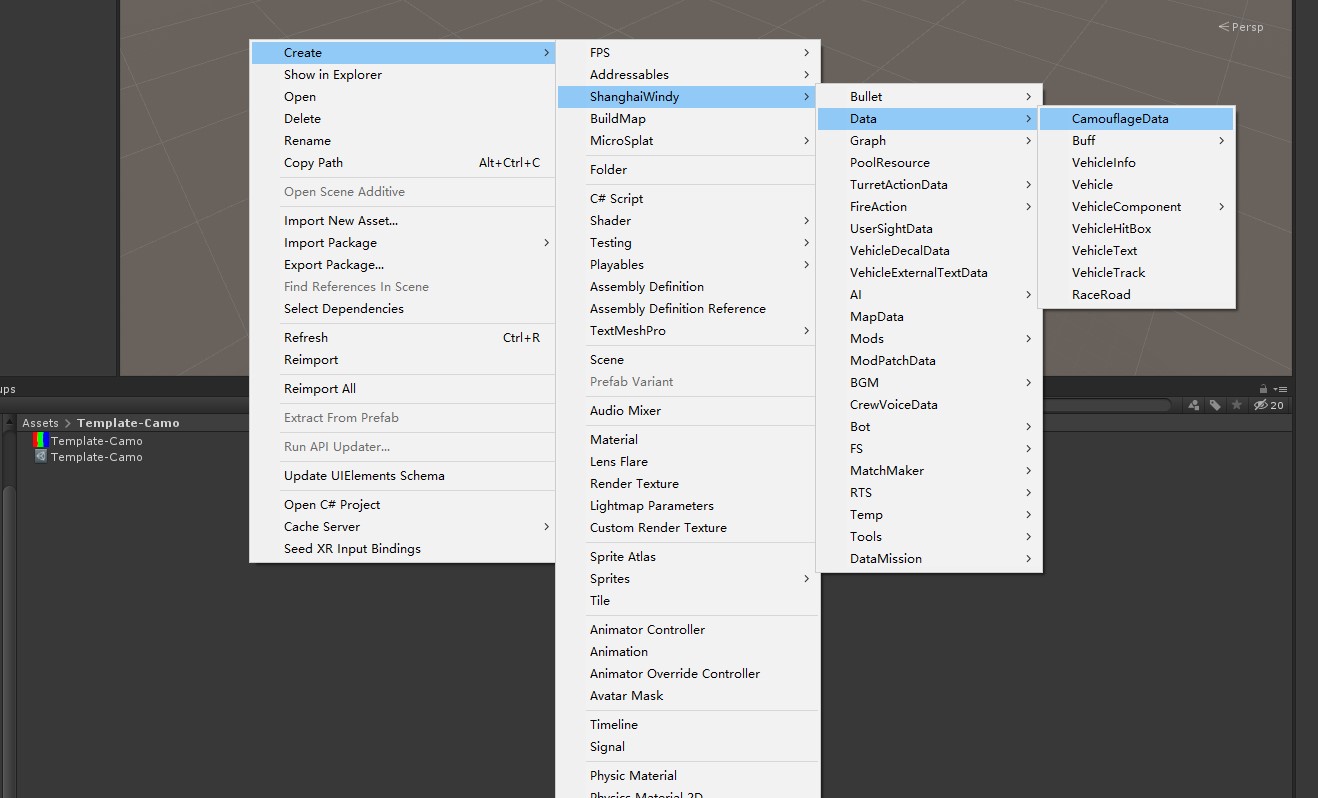 Persp
Create
Show in Explorer
Open
Delete
Rename
Copy Path Alt+Ctrl+C
Open Scene Additive
Import New Asset...
Import Package
Export Package...
Find References In Scene
Select Dependencies
Refresh Ctrl+R
Reimport
Reimport All
Extract From Prefab
Run API Updater...
Update UIElements Schema
Open C# Project
Cache Server
Seed XR Input Bindings
FPS
Addressables
ShanghaiWindy
BuildMap
MicroSplat
Folder
C# Script
Shader
Testing
Playables
Assembly Definition
Assembly Definition Reference
TextMeshPro
Scene
Prefab Variant
Audio Mixer
Material
Lens Flare
Render Texture
Lightmap Parameters
Custom Render Texture
Sprite Atlas
Sprites
Tile
Animator Controller
Animation
Animator Override Controller
Avatar Mask
Timeline
Signal
Physic Material
Physics Material 2D
Bullet
Data
Graph
PoolResource
TurretActionData
FireAction
UserSightData
VehicleDecalData
VehicleExternalTextData
AI
MapData
Mods
ModPatchData
BGM
CrewVoiceData
Bot
FS
MatchMaker
RTS
Temp
Tools
DataMission
CamouflageData
Buff
VehicleInfo
Vehicle
VehicleComponent
VehicleHitBox
VehicleText
VehicleTrack
RaceRoad
ups
20
Assets > Template-Camo
Template-Camo
Template-Camo